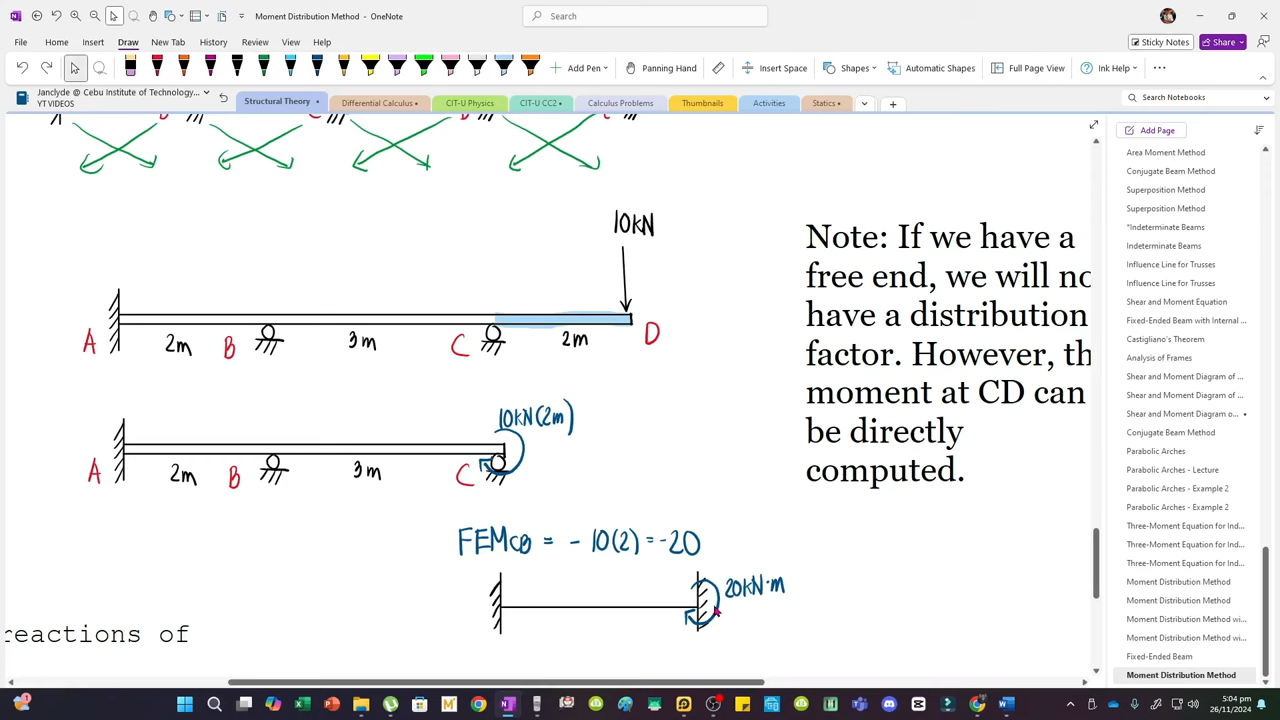 Moment Distribution Method - OneNote
Search
File Home Insert Draw New Tab History Review View Help
Sticky Notes Share
Add Pen Panning Hand Insert Space Shapes Automatic Shapes Full Page View Ink Help
Janclyde @ Cebu Institute of Technology...
YT VIDEOS
Structural Theory Differential Calculus CIT-U Physics CIT-U CC2 Calculus Problems Thumbnails Activities Statics
Search Notebooks
Add Page
Area Moment Method
Conjugate Beam Method
Superposition Method
Superposition Method
*Indeterminate Beams
Indeterminate Beams
Influence Line for Trusses
Influence Line for Trusses
Shear and Moment Equation
Fixed-Ended Beam with Internal ...
Castigliano's Theorem
Analysis of Frames
Shear and Moment Diagram of ...
Shear and Moment Diagram of ...
Shear and Moment Diagram o...
Conjugate Beam Method
Parabolic Arches
Parabolic Arches - Lecture
Parabolic Arches - Example 2
Parabolic Arches - Example 2
Three-Moment Equation for Ind...
Three-Moment Equation for Ind...
Three-Moment Equation for Ind...
Moment Distribution Method
Moment Distribution Method
Moment Distribution Method wi...
Moment Distribution Method wi...
Fixed-Ended Beam
Moment Distribution Method
10KN
A 2m B 3m C 2m D
10KN(2m)
A 2m B 3m C
FEMCB = - 10(2) = -20
20KN·m
reactions of
Note: If we have a
free end, we will no
have a distribution
factor. However, th
moment at CD can
be directly
computed.
5:04 pm
26/11/2024